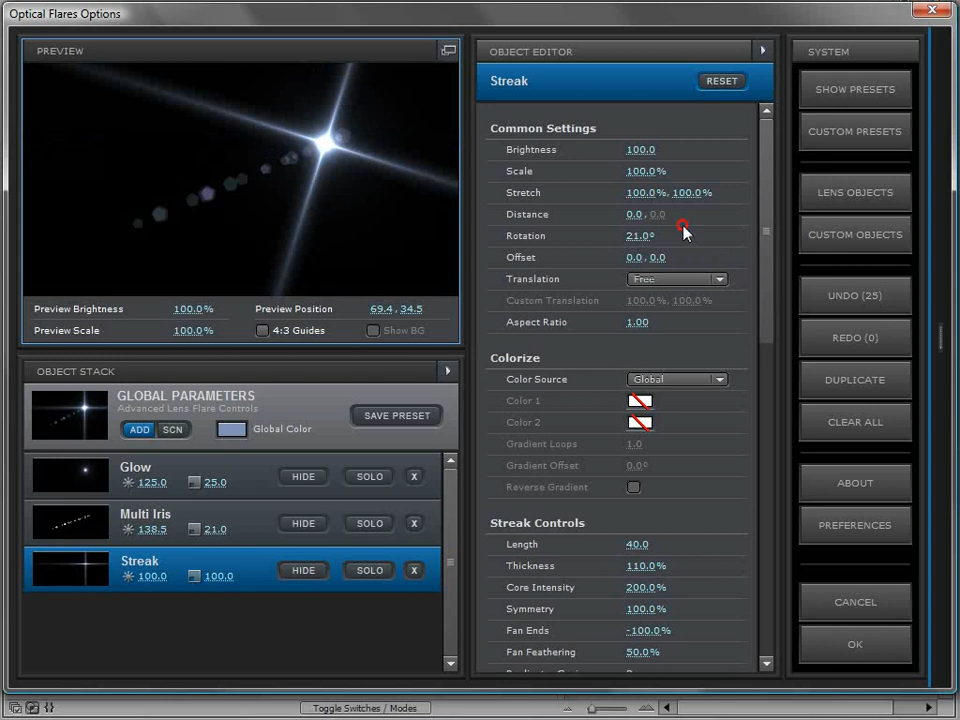 Optical Flares Options
PREVIEW
Preview Brightness 100.0% Preview Position 69.4, 34.5
Preview Scale 100.0% 4:3 Guides Show BG
OBJECT STACK
GLOBAL PARAMETERS
Advanced Lens Flare Controls
ADD SCN Global Color SAVE PRESET
Glow
125.0 25.0 HIDE SOLO X
Multi Iris
138.5 21.0 HIDE SOLO X
Streak
100.0 100.0 HIDE SOLO X
OBJECT EDITOR
Streak RESET
Common Settings
Brightness 100.0
Scale 100.0%
Stretch 100.0%, 100.0%
Distance 0.0, 0.0
Rotation 21.0°
Offset 0.0, 0.0
Translation Free
Custom Translation 100.0%, 100.0%
Aspect Ratio 1.00
Colorize
Color Source Global
Color 1
Color 2
Gradient Loops 1.0
Gradient Offset 0.0°
Reverse Gradient
Streak Controls
Length 40.0
Thickness 110.0%
Core Intensity 200.0%
Symmetry 100.0%
Fan Ends -100.0%
Fan Feathering 50.0%
SYSTEM
SHOW PRESETS
CUSTOM PRESETS
LENS OBJECTS
CUSTOM OBJECTS
UNDO (25)
REDO (0)
DUPLICATE
CLEAR ALL
ABOUT
PREFERENCES
CANCEL
OK
Toggle Switches / Modes